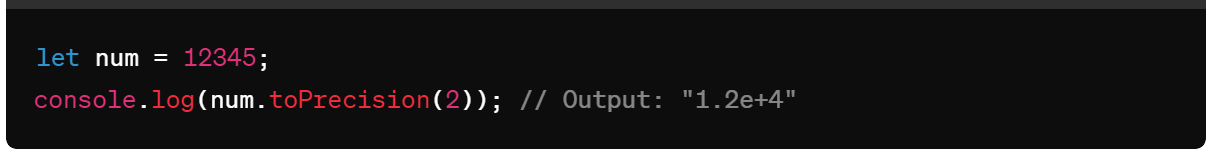 let num = 12345;
console.log(num.toPrecision(2)); // Output: "1.2e+4"